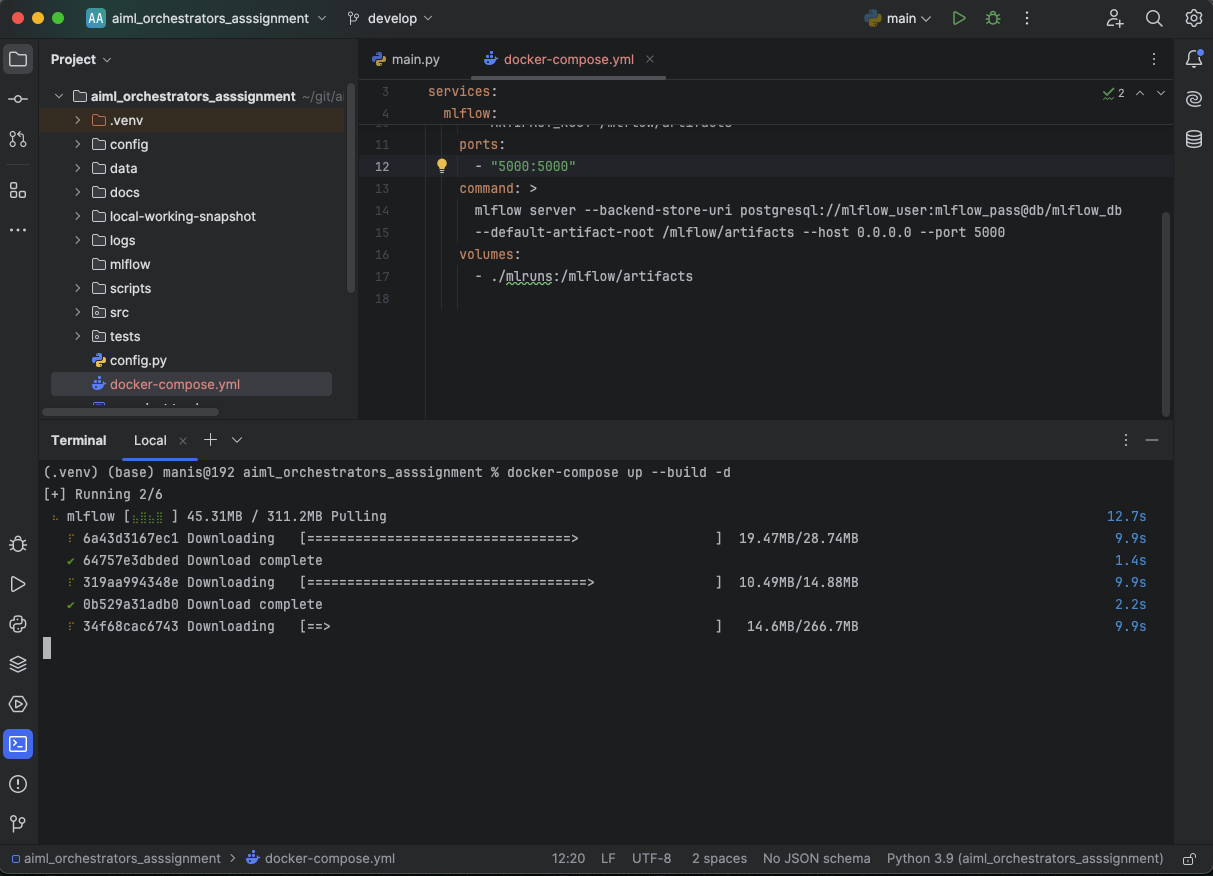 AA aiml_orchestrators_asssignment develop main
Project
main.py
docker-compose.yml
aiml_orchestrators_asssignment ~/git/a
.venv
config
data
docs
local-working-snapshot
logs
mlflow
scripts
src
tests
config.py
docker-compose.yml
3 services:
2
4 mlflow:
11 ports:
12 - "5000:5000"
13 command: >
14 mlflow server --backend-store-uri postgresql://mlflow_user:mlflow_pass@db/mlflow_db
15 --default-artifact-root /mlflow/artifacts --host 0.0.0.0 --port 5000
16 volumes:
17 - ./mlruns:/mlflow/artifacts
18
Terminal Local
(.venv) (base) manis@192 aiml_orchestrators_asssignment % docker-compose up --build -d
[+] Running 2/6
mlflow [⣦⣿⣦⣿ ] 45.31MB / 311.2MB Pulling 12.7s
6a43d3167ec1 Downloading [=================================> ] 19.47MB/28.74MB 9.9s
✔ 64757e3dbded Download complete 1.4s
319aa994348e Downloading [===================================> ] 10.49MB/14.88MB 9.9s
✔ 0b529a31adb0 Download complete 2.2s
34f68cac6743 Downloading [==> ] 14.6MB/266.7MB 9.9s
aiml_orchestrators_asssignment > docker-compose.yml 12:20 LF UTF-8 2 spaces No JSON schema Python 3.9 (aiml_orchestrators_asssignment)